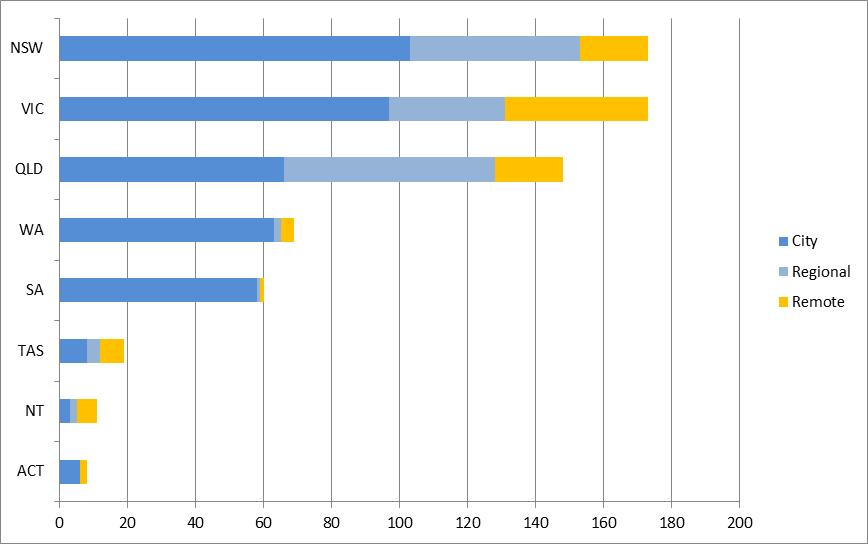 NSW
VIC
QLD
WA
SA
TAS
NT
ACT
0 20 40 60 80 100 120 140 160 180 200
City
Regional
Remote